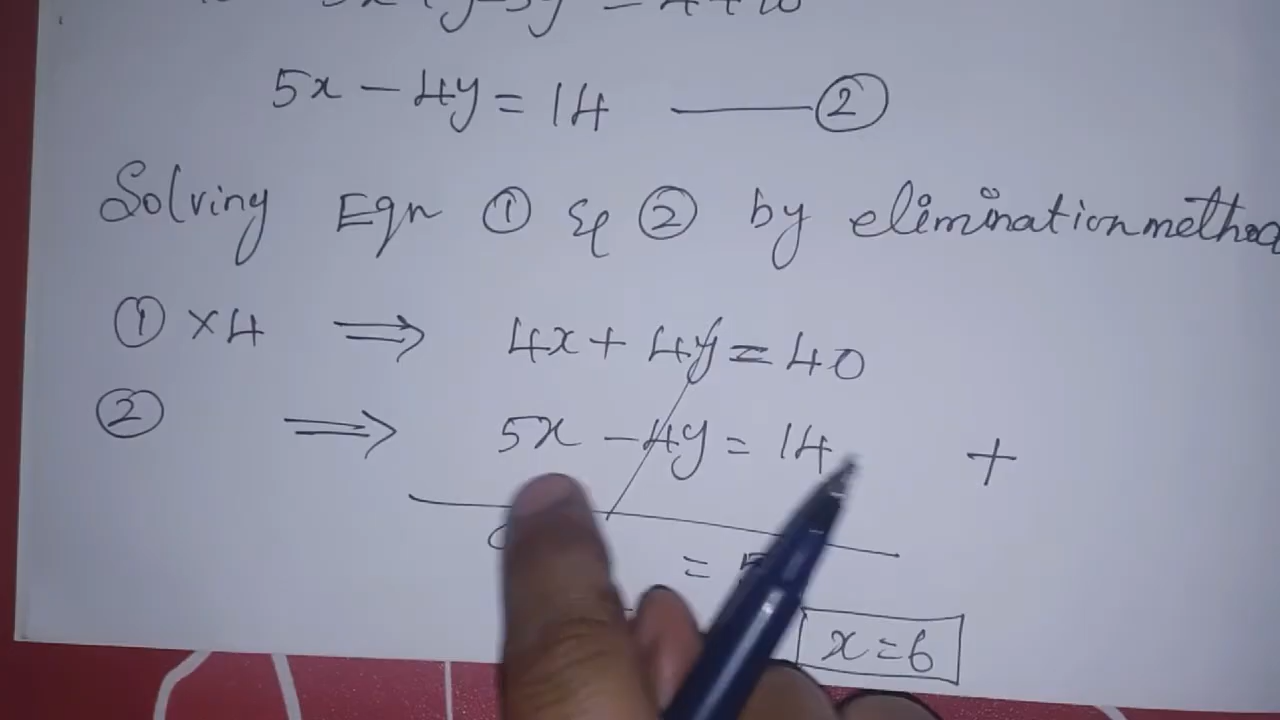 5x - 4y = 14 —— ②
Solving Eqn ① & ② by elimination method
① × 4 ⇒ 4x + 4y = 40
② ⇒ 5x - 4y = 14 +
=
x = 6